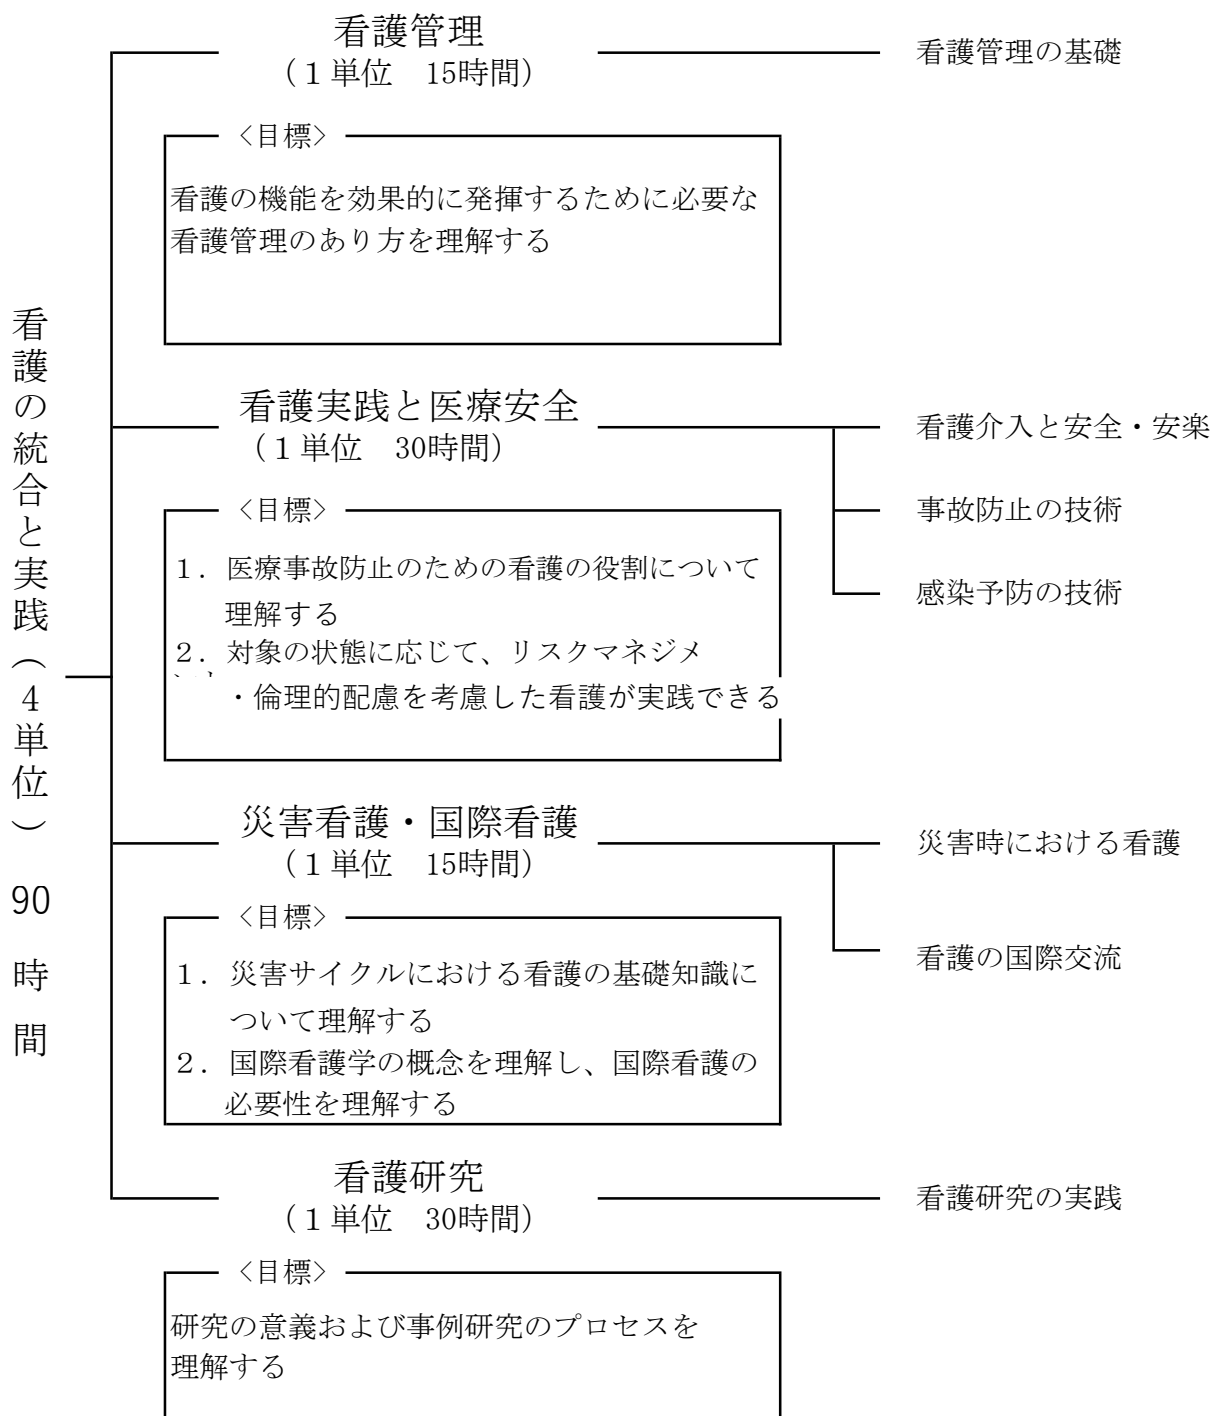 看護の統合と実践（4単位） 90時間
看護管理
（１単位　15時間）
看護管理の基礎
〈目標〉
看護の機能を効果的に発揮するために必要な
看護管理のあり方を理解する
看護実践と医療安全
（１単位　30時間）
看護介入と安全・安楽
事故防止の技術
感染予防の技術
〈目標〉
１．医療事故防止のための看護の役割について
理解する
２．対象の状態に応じて、リスクマネジメ
・倫理的配慮を考慮した看護が実践できる
災害看護・国際看護
（１単位　15時間）
災害時における看護
看護の国際交流
〈目標〉
１．災害サイクルにおける看護の基礎知識に
ついて理解する
２．国際看護学の概念を理解し、国際看護の
必要性を理解する
看護研究
（１単位　30時間）
看護研究の実践
〈目標〉
研究の意義および事例研究のプロセスを
理解する